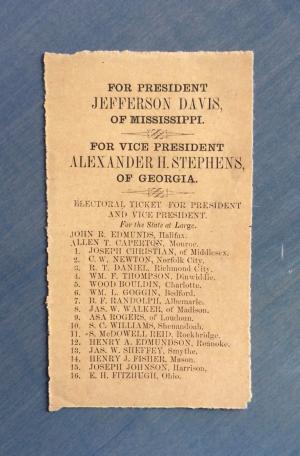 FOR PRESIDENT
JEFFERSON DAVIS,
OF MISSISSIPPI.
FOR VICE PRESIDENT
ALEXANDER H. STEPHENS,
OF GEORGIA.
ELECTORAL TICKET FOR PRESIDENT
AND VICE PRESIDENT.
For the State at Large.
JOHN R. EDMUNDS, Halifax.
ALLEN T. CAPERTON, Monroe.
1. JOSEPH CHRISTIAN, of Middlesex.
2. C. W. NEWTON, Norfolk City.
3. R. T. DANIEL, Richmond City.
4. WM. F. THOMPSON, Dinwiddie.
5. WOOD BOULDIN, Charlotte.
6. WM. L. GOGGIN, Bedford.
7. B. F. RANDOLPH, Albemarle.
8. JAS. W. WALKER, of Madison.
9. ASA ROGERS, of Loudoun.
10. S. C. WILLIAMS, Shenandoah.
11. S. McDOWELL REID, Rockbridge.
12. HENRY A. EDMUNDSON, Roanoke.
13. JAS. W. SHEFFEY, Smythe.
14. HENRY J. FISHER, Mason.
15. JOSEPH JOHNSON, Harrison.
16. E. H. FITZHUGH, Ohio.